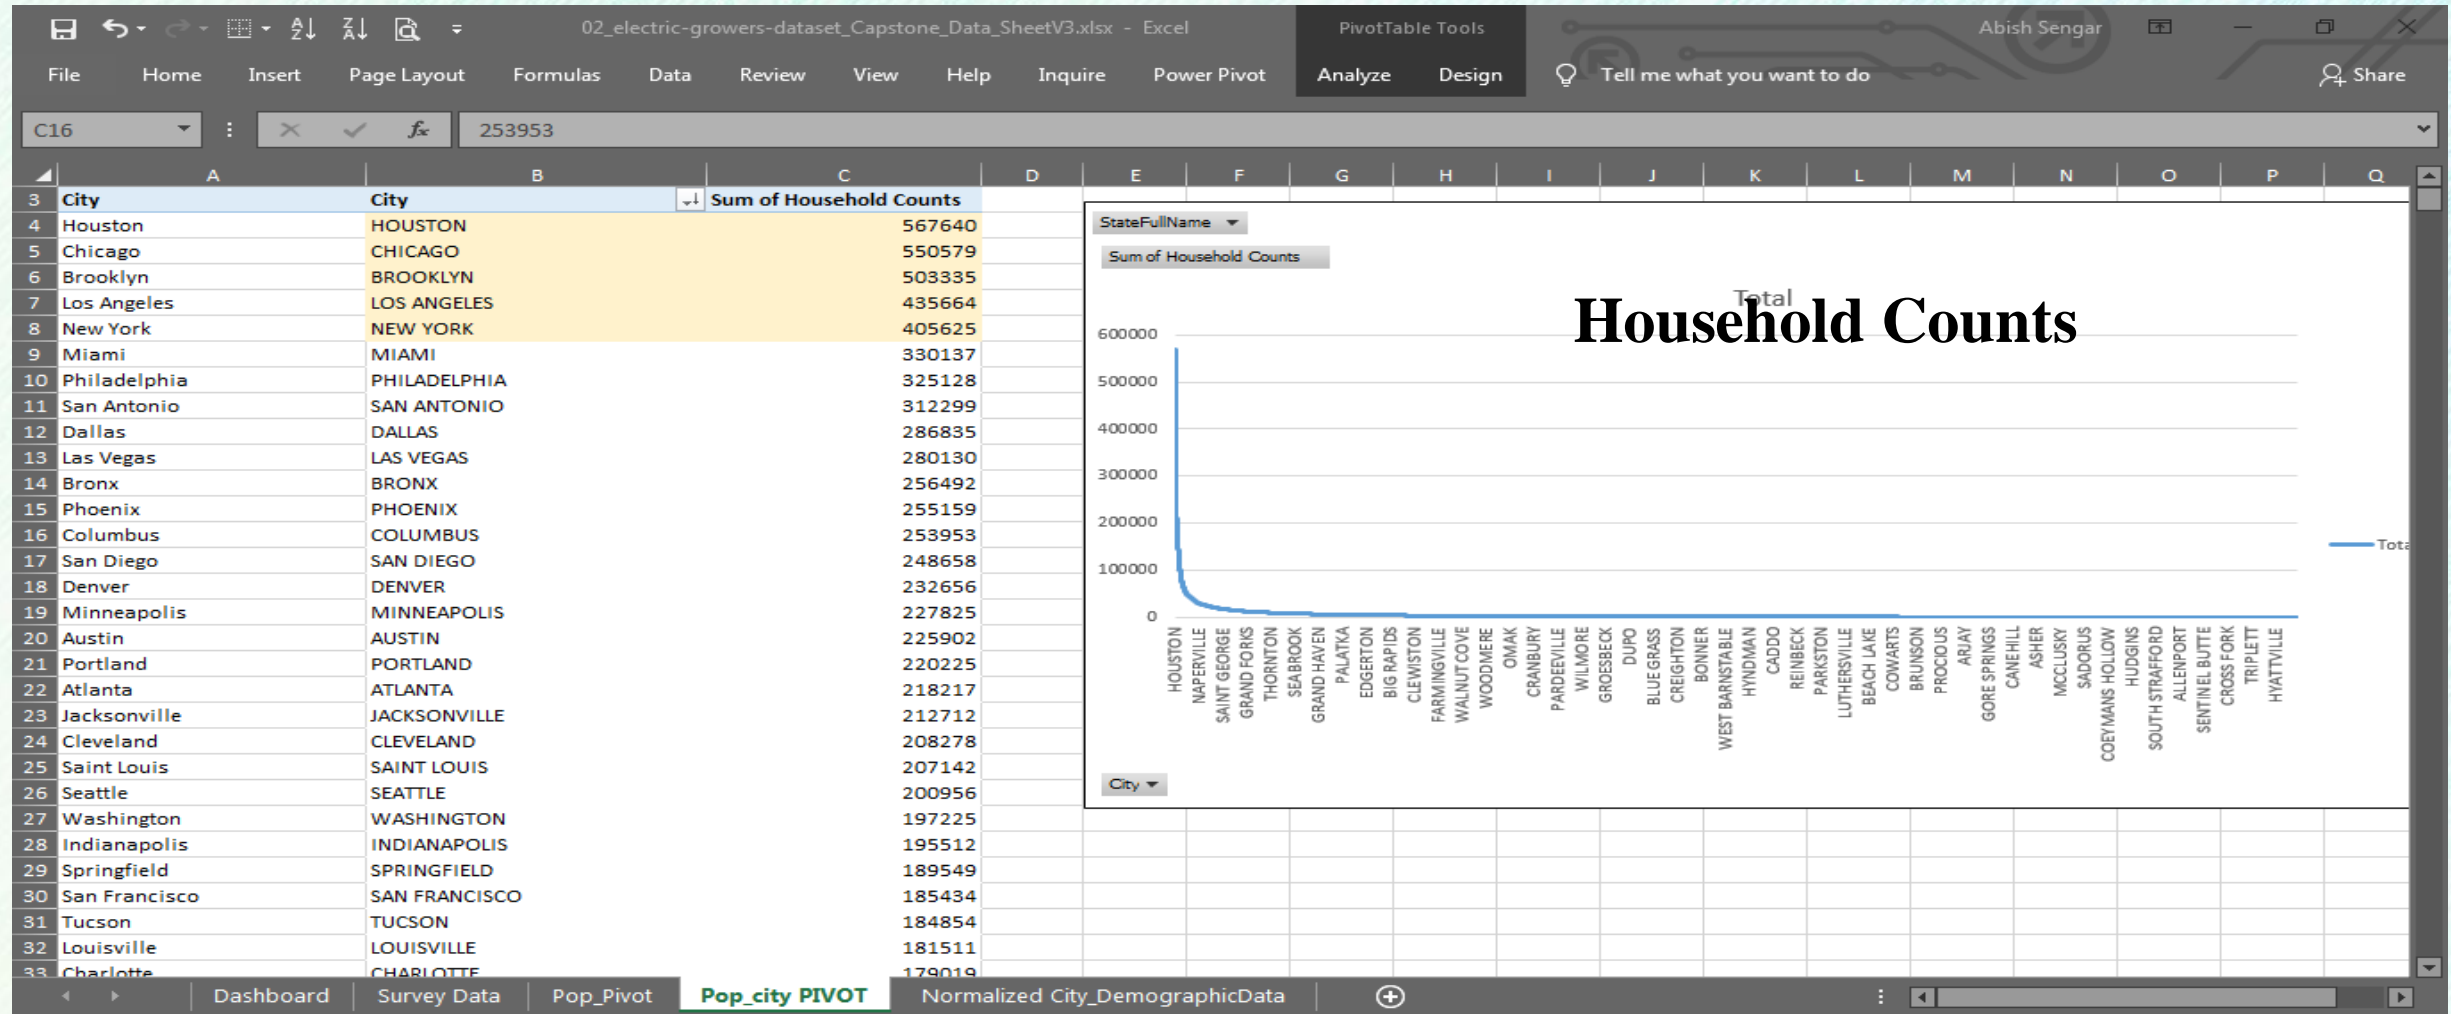 02_electric-growers-dataset_Capstone_Data_SheetV3.xlsx - Excel
PivotTable Tools
Abish Sengar
File Home Insert Page Layout Formulas Data Review View Help Inquire Power Pivot Analyze Design Tell me what you want to do Share
C16 fx 253953
A B C D E F G H I J K L M N O P Q
3 City City Sum of Household Counts
4 Houston HOUSTON 567640
5 Chicago CHICAGO 550579
6 Brooklyn BROOKLYN 503335
7 Los Angeles LOS ANGELES 435664
8 New York NEW YORK 405625
9 Miami MIAMI 330137
10 Philadelphia PHILADELPHIA 325128
11 San Antonio SAN ANTONIO 312299
12 Dallas DALLAS 286835
13 Las Vegas LAS VEGAS 280130
14 Bronx BRONX 256492
15 Phoenix PHOENIX 255159
16 Columbus COLUMBUS 253953
17 San Diego SAN DIEGO 248658
18 Denver DENVER 232656
19 Minneapolis MINNEAPOLIS 227825
20 Austin AUSTIN 225902
21 Portland PORTLAND 220225
22 Atlanta ATLANTA 218217
23 Jacksonville JACKSONVILLE 212712
24 Cleveland CLEVELAND 208278
25 Saint Louis SAINT LOUIS 207142
26 Seattle SEATTLE 200956
27 Washington WASHINGTON 197225
28 Indianapolis INDIANAPOLIS 195512
29 Springfield SPRINGFIELD 189549
30 San Francisco SAN FRANCISCO 185434
31 Tucson TUCSON 184854
32 Louisville LOUISVILLE 181511
33 Charlotte CHARLOTTE 179019
StateFullName
Sum of Household Counts
Total
Household Counts
600000
500000
400000
300000
200000
100000
0
Tota
HOUSTON
NAPERVILLE
SAINT GEORGE
GRAND FORKS
THORNTON
SEABROOK
GRAND HAVEN
PALATKA
EDGERTON
BIG RAPIDS
CLEWISTON
FARMINGVILLE
WALNUT COVE
WOODMERE
OMAK
CRANBURY
PARDEEVILLE
WILMORE
GROESBECK
DUPO
BLUE GRASS
CREIGHTON
BONNER
WEST BARNSTABLE
HYNDMAN
CADDO
REINBECK
PARKSTON
LUTHERSVILLE
BEACH LAKE
COWARTS
BRUNSON
PROCIOUS
ARJAY
GORE SPRINGS
CANEHILL
ASHER
MCCLUSKY
SADORUS
COEYMANS HOLLOW
HUDGINS
SOUTH STRAFFORD
ALLENPORT
SENTINEL BUTTE
CROSS FORK
TRIPLETT
HYATTVILLE
City
Dashboard Survey Data Pop_Pivot Pop_city PIVOT Normalized City_DemographicData